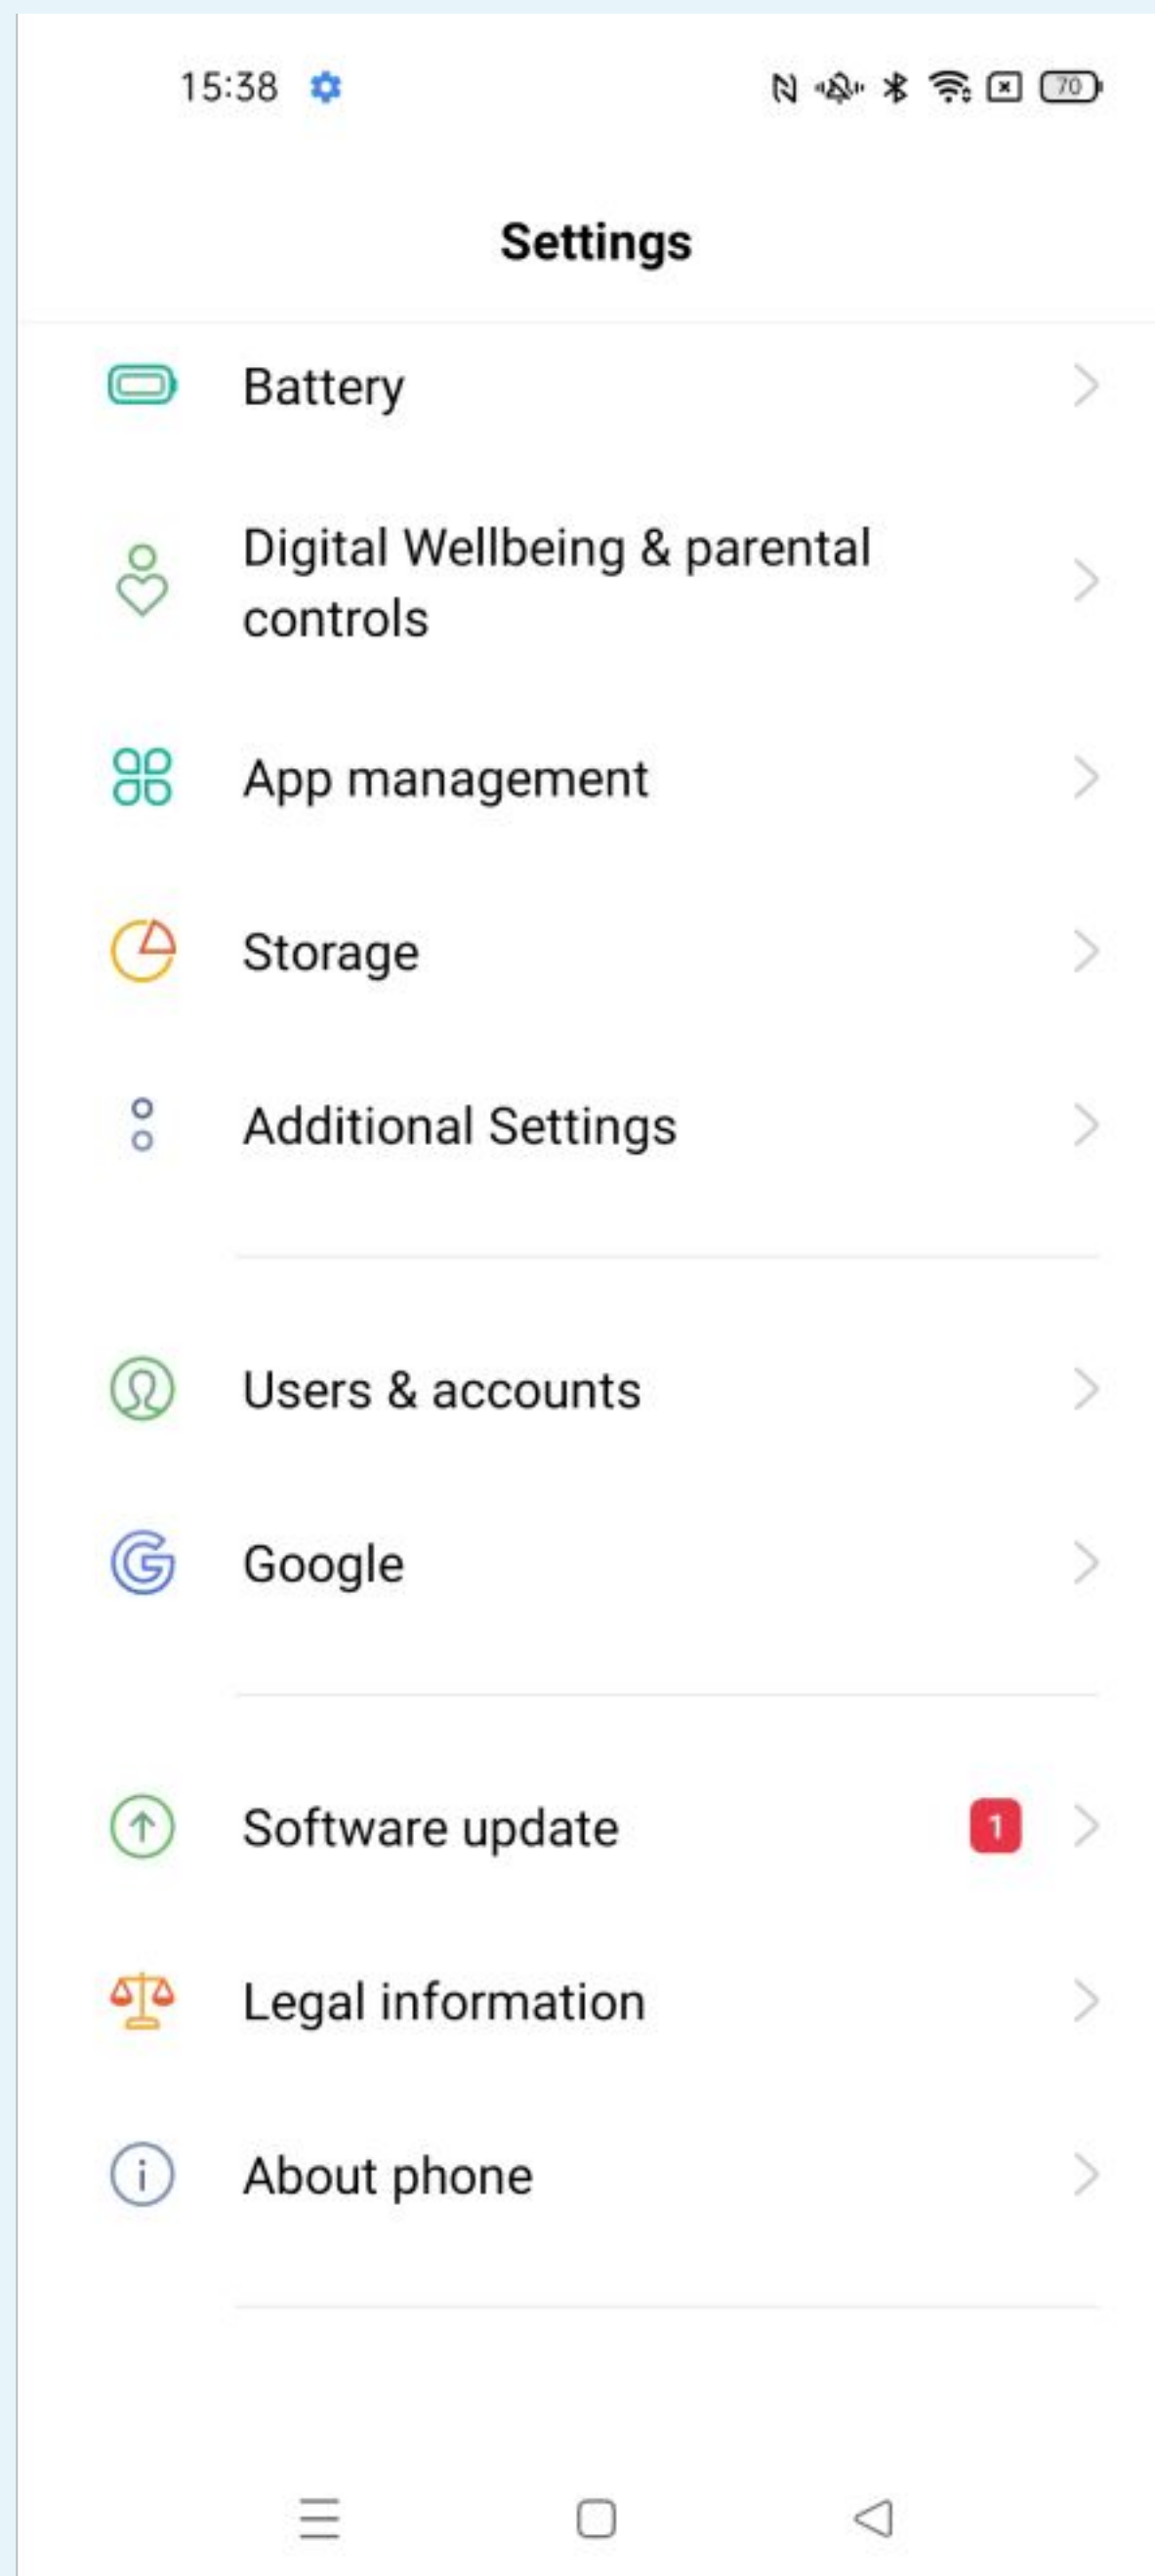 15:38 70
Settings
Battery
Digital Wellbeing & parental
controls
App management
Storage
Additional Settings
Users & accounts
Google
Software update 1
Legal information
About phone